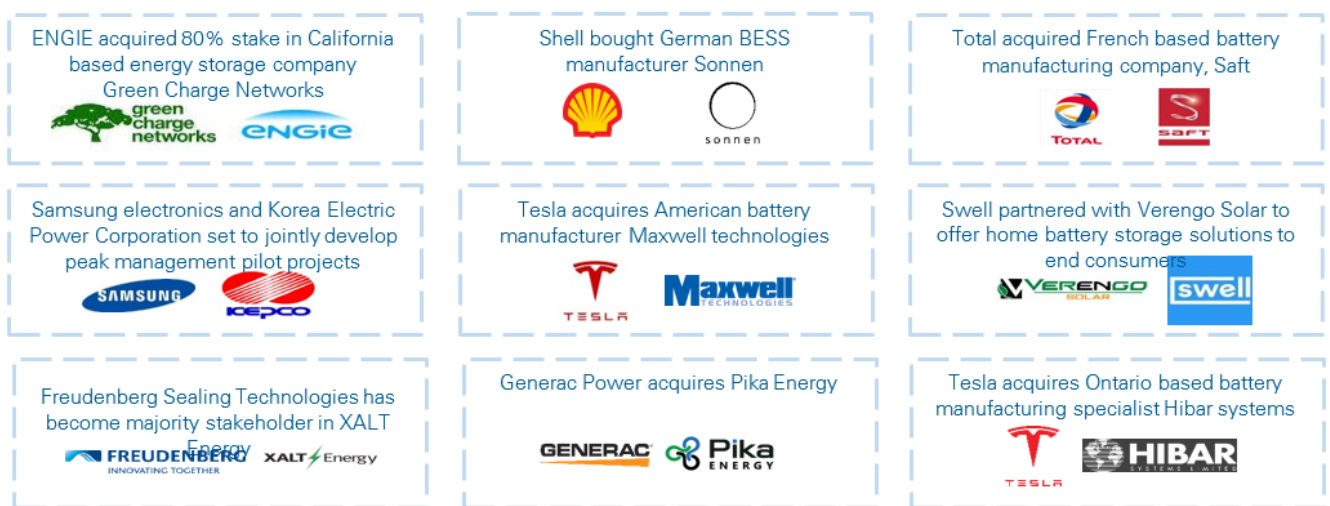 ENGIE acquired 80% stake in California
based energy storage company
Green Charge Networks
green
charge
networks
ENGIE
Shell bought German BESS
manufacturer Sonnen
sonnen
Total acquired French based battery
manufacturing company, Saft
TOTAL
S
SAFT
Samsung electronics and Korea Electric
Power Corporation set to jointly develop
peak management pilot projects
SAMSUNG
KEPCO
Tesla acquires American battery
manufacturer Maxwell technologies
TESLA
Maxwell
TECHNOLOGIES
Swell partnered with Verengo Solar to
offer home battery storage solutions to
end consumers
VERENGO
SOLAR
swell
Freudenberg Sealing Technologies has
become majority stakeholder in XALT
Energy
FREUDENBERG
INNOVATING TOGETHER
XALT Energy
Generac Power acquires Pika Energy
GENERAC
Pika
ENERGY
Tesla acquires Ontario based battery
manufacturing specialist Hibar systems
TESLA
HIBAR
SYSTEMS LIMITED